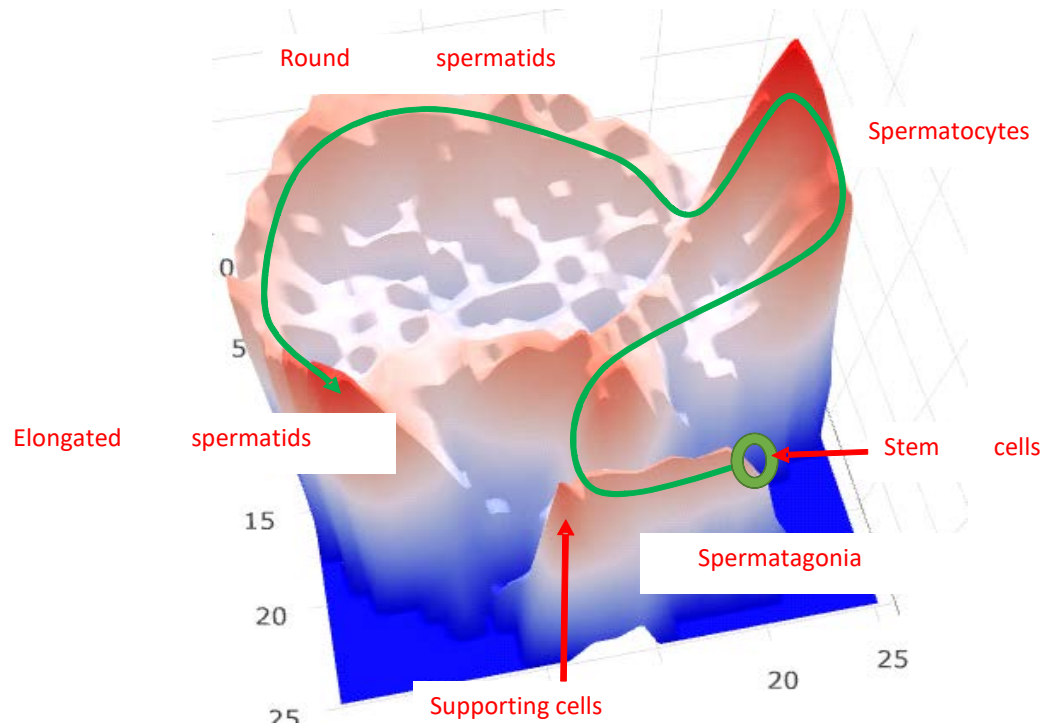 Round spermatids
Spermatocytes
0
5
Elongated spermatids
Stem cells
15
Spermatagonia
20
25
20
25
Supporting cells